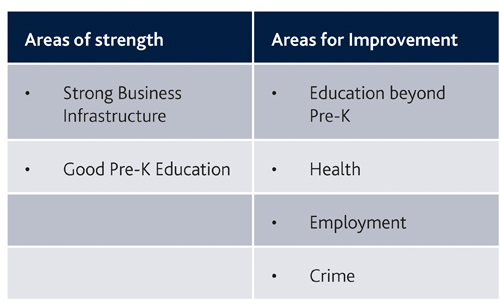 Areas of strength
Areas for Improvement
• Strong Business
Infrastructure
• Education beyond
Pre-K
• Good Pre-K Education
• Health
• Employment
• Crime